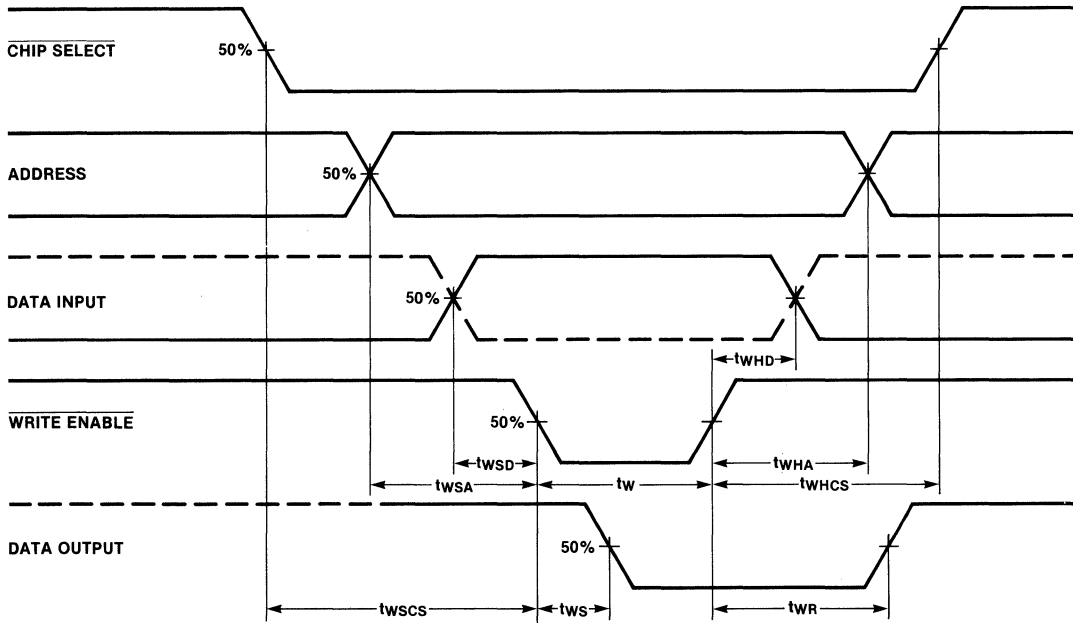 CHIP SELECT
50%
ADDRESS
50%
DATA INPUT
50%
tWHD
WRITE ENABLE
50%
tWSD
tWHA
tWSA
tW
tWHCS
DATA OUTPUT
50%
tWSCS
tWS
tWR